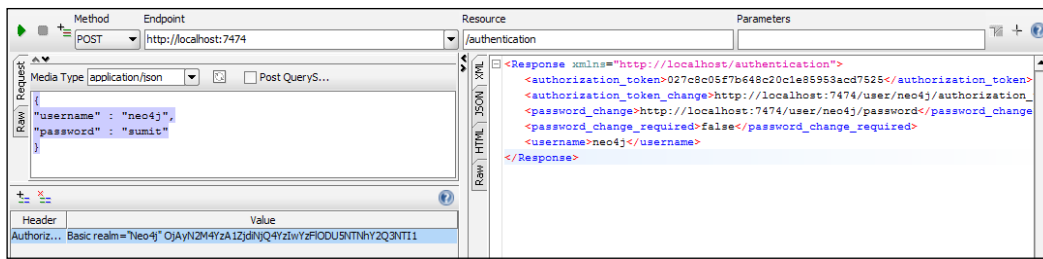 Method Endpoint Resource Parameters
POST http://localhost:7474 /authentication
Request
Raw
Media Type application/json Post QueryS...
{
"username" : "neo4j",
"password" : "sumit"
}
Header Value
Authoriz... Basic realm="Neo4j" OjAyN2M4YzA1ZjdiNjQ4YzIwYzFlODU5NTNhY2Q3NTI1
XML
JSON
HTML
Raw
<Response xmlns="http://localhost/authentication">
<authorization_token>027c8c05f7b648c20c1e85953acd7525</authorization_token>
<authorization_token_change>http://localhost:7474/user/neo4j/authorization_
<password_change>http://localhost:7474/user/neo4j/password</password_change
<password_change_required>false</password_change_required>
<username>neo4j</username>
</Response>